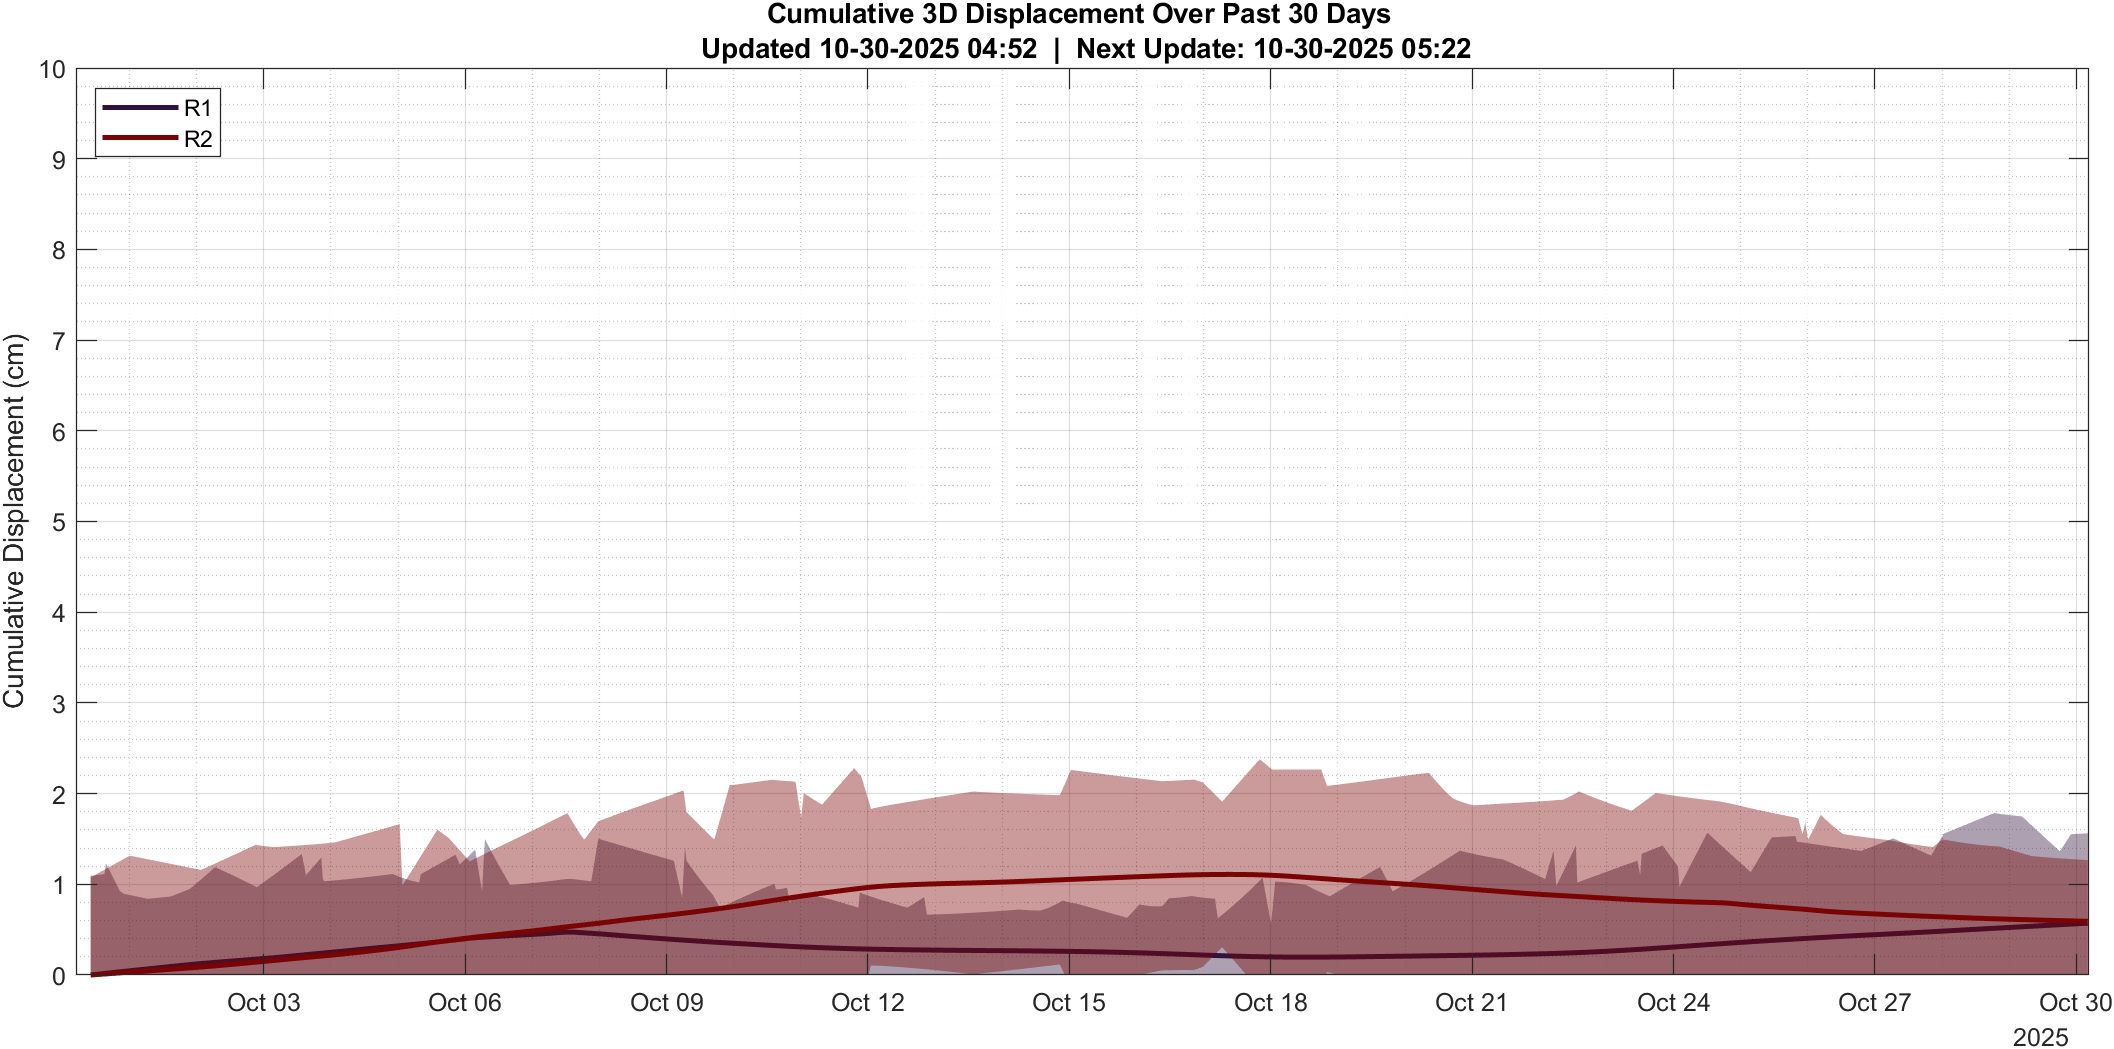 Cumulative 3D Displacement Over Past 30 Days
Updated 10-30-2025 04:52 | Next Update: 10-30-2025 05:22
R1
R2
Cumulative Displacement (cm)
10
9
8
7
6
5
4
3
2
1
0
Oct 03
Oct 06
Oct 09
Oct 12
Oct 15
Oct 18
Oct 21
Oct 24
Oct 27
Oct 30
2025